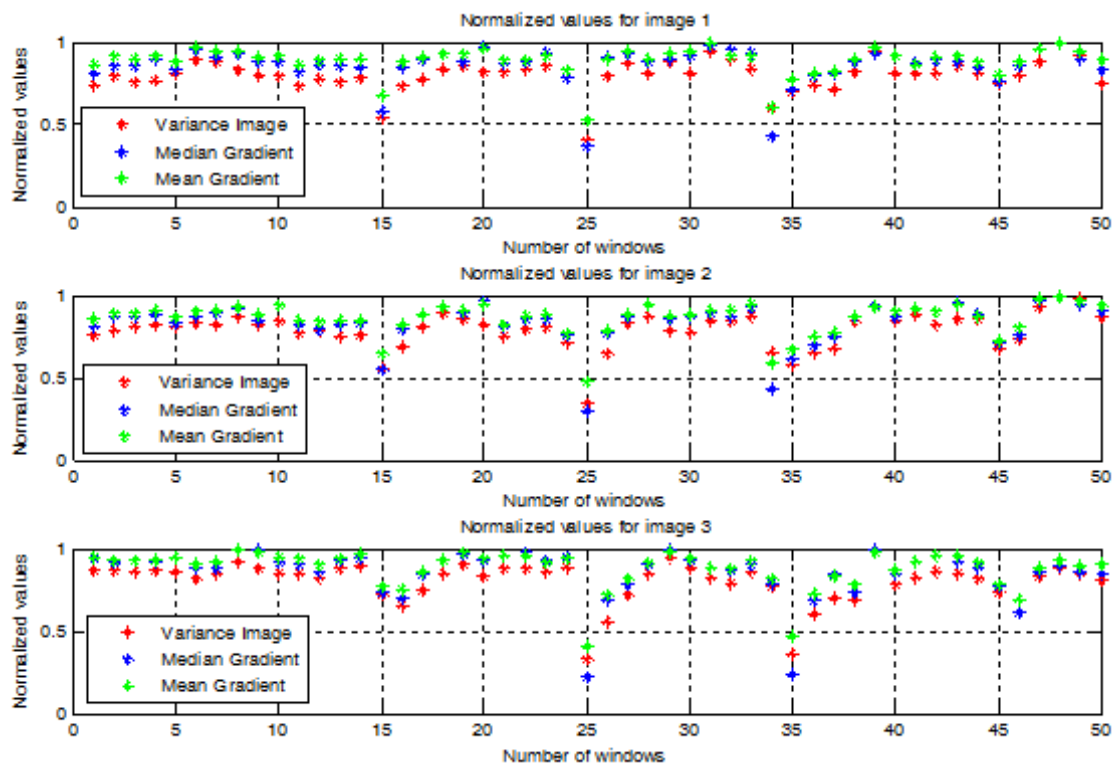 Normalized values for image 1
Normalized values
1
0.5
0
Variance Image
Median Gradient
Mean Gradient
0 5 10 15 20 25 30 35 40 45 50
Number of windows
Normalized values for image 2
Normalized values
1
0.5
0
Variance Image
Median Gradient
Mean Gradient
0 5 10 15 20 25 30 35 40 45 50
Number of windows
Normalized values for image 3
Normalized values
1
0.5
0
Variance Image
Median Gradient
Mean Gradient
0 5 10 15 20 25 30 35 40 45 50
Number of windows